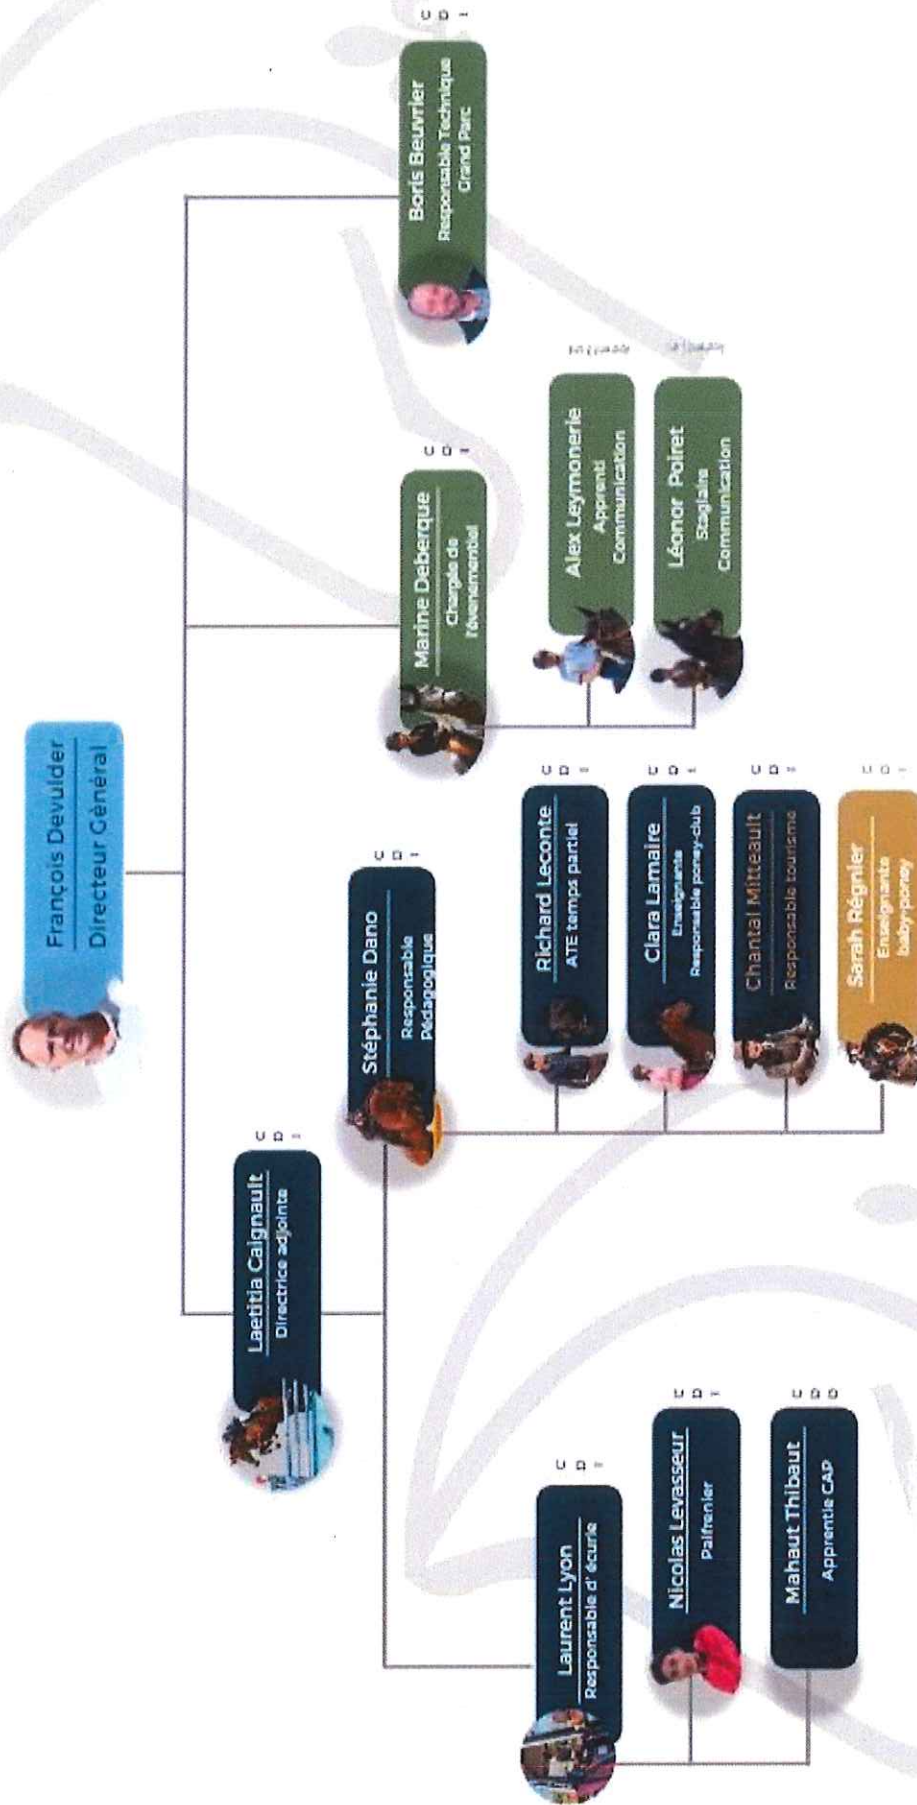 François Devulder
Directeur Général
Laetitia Caignault
Directrice adjointe
C
D
I
Stéphanie Dano
Responsable
Pédagogique
C
D
I
Marine Deberque
Chargée de
l'évenementiel
C
D
I
Boris Beuvrier
Responsable Technique
Grand Parc
C
D
I
Laurent Lyon
Responsable d' écurie
C
D
I
Nicolas Levasseur
Palfrenier
C
D
I
Mahaut Thibaut
Apprentie CAP
C
D
D
Richard Leconte
ATE temps partiel
C
D
I
Clara Lamaire
Enseignante
Responsable poney-club
C
D
I
Chantal Mitteault
Responsable tourisme
C
D
I
Sarah Régnier
Enseignante
baby-poney
C
D
I
Alex Leymonerie
Apprenti
Communication
Léonor Poiret
Stagiaire
Communication